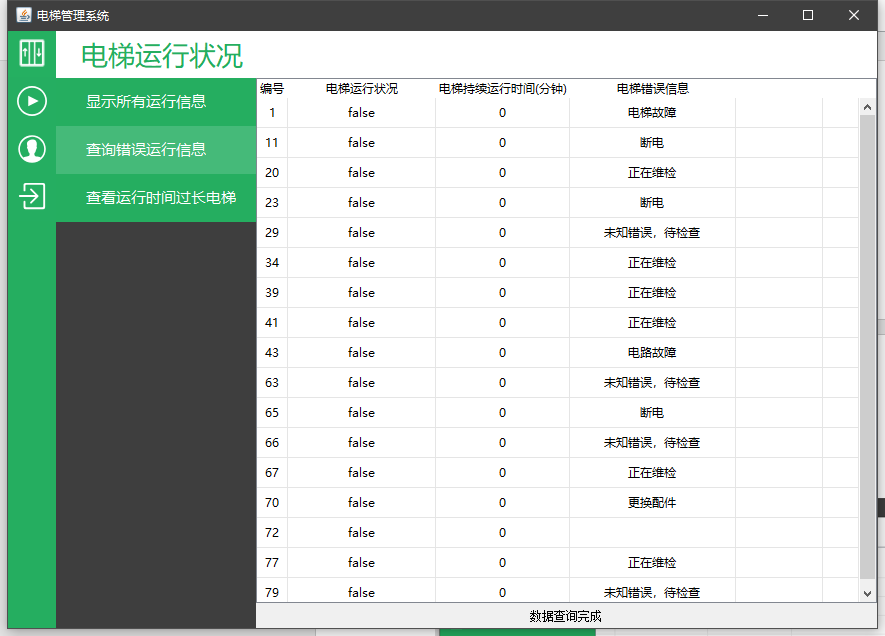 电梯管理系统
电梯运行状况
显示所有运行信息
查询错误运行信息
查看运行时间过长电梯
编号 电梯运行状况 电梯持续运行时间(分钟) 电梯错误信息
1 false 0 电梯故障
11 false 0 断电
20 false 0 正在维检
23 false 0 断电
29 false 0 未知错误，待检查
34 false 0 正在维检
39 false 0 正在维检
41 false 0 正在维检
43 false 0 电路故障
63 false 0 未知错误，待检查
65 false 0 断电
66 false 0 未知错误，待检查
67 false 0 正在维检
70 false 0 更换配件
72 false 0
77 false 0 正在维检
79 false 0 未知错误，待检查
数据查询完成